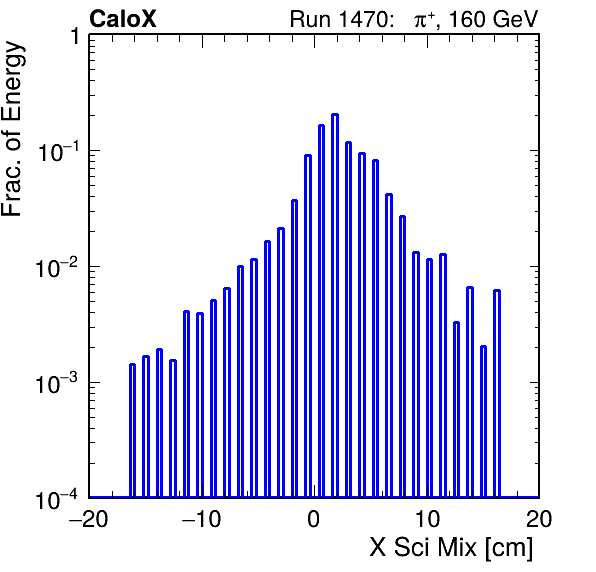 CaloX Run 1470: π⁺, 160 GeV
Frac. of Energy
1
10⁻¹
10⁻²
10⁻³
10⁻⁴
−20 −10 0 10 20
X Sci Mix [cm]